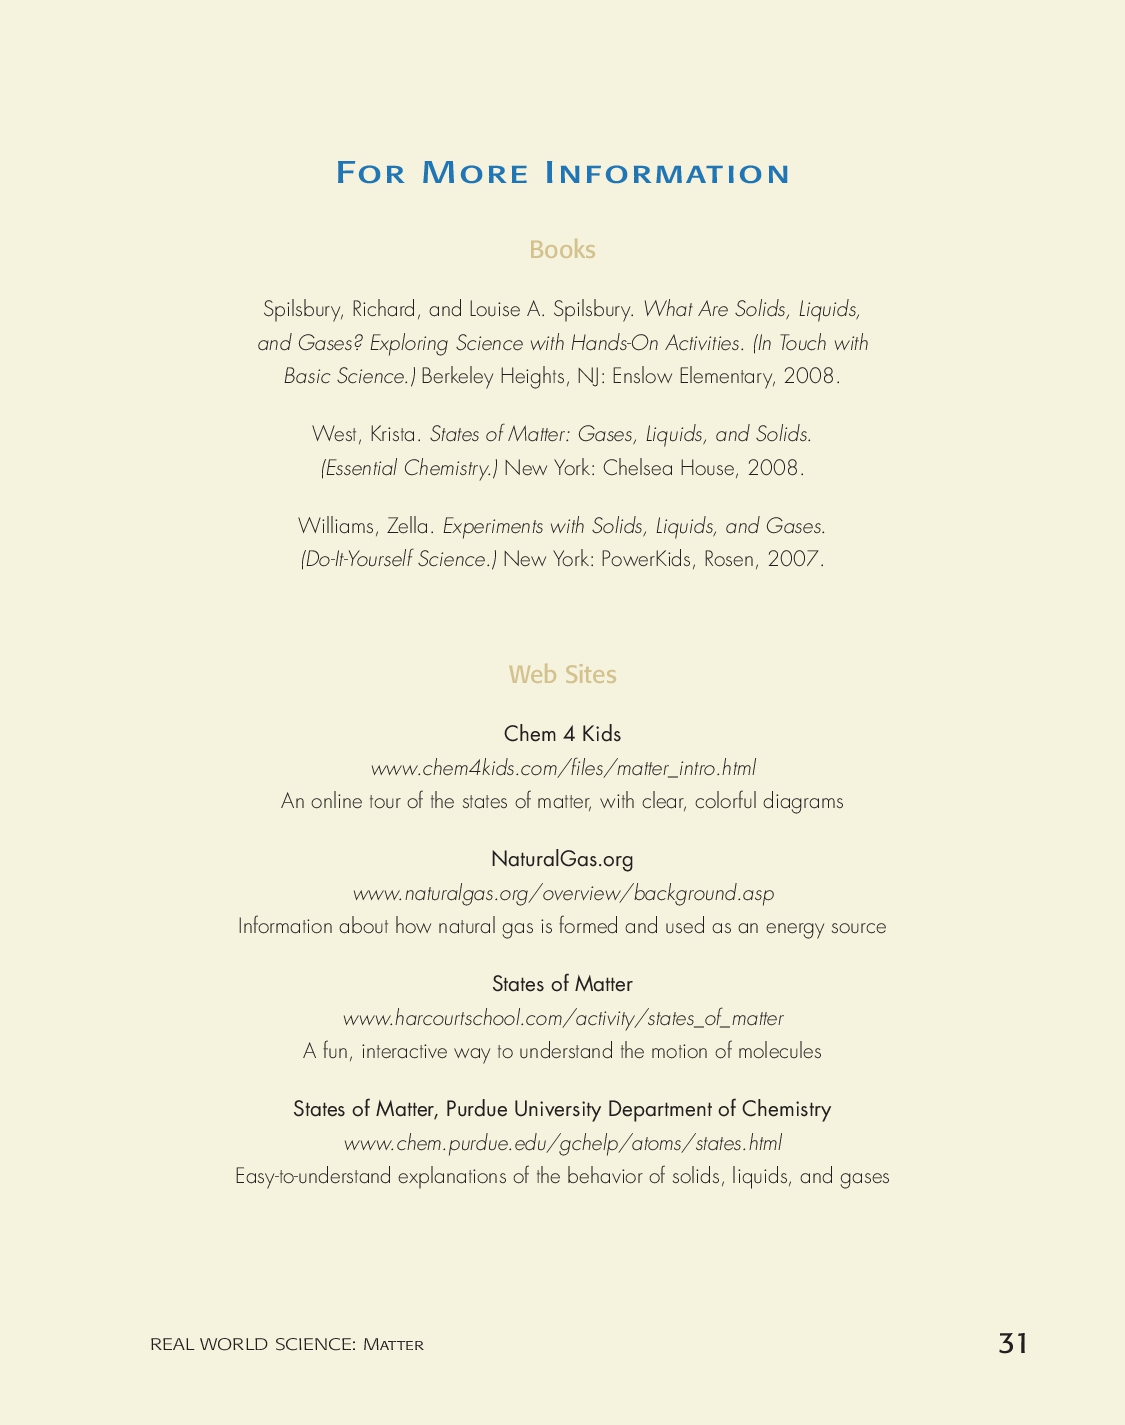 For More Information
Books
Spilsbury, Richard, and Louise A. Spilsbury. What Are Solids, Liquids,
and Gases? Exploring Science with Hands-On Activities. (In Touch with
Basic Science.) Berkeley Heights, NJ: Enslow Elementary, 2008.
West, Krista. States of Matter: Gases, Liquids, and Solids.
(Essential Chemistry.) New York: Chelsea House, 2008.
Williams, Zella. Experiments with Solids, Liquids, and Gases.
(Do-It-Yourself Science.) New York: PowerKids, Rosen, 2007.
Web Sites
Chem 4 Kids
www.chem4kids.com/files/matter_intro.html
An online tour of the states of matter, with clear, colorful diagrams
NaturalGas.org
www.naturalgas.org/overview/background.asp
Information about how natural gas is formed and used as an energy source
States of Matter
www.harcourtschool.com/activity/states_of_matter
A fun, interactive way to understand the motion of molecules
States of Matter, Purdue University Department of Chemistry
www.chem.purdue.edu/gchelp/atoms/states.html
Easy-to-understand explanations of the behavior of solids, liquids, and gases
REAL WORLD SCIENCE: Matter
31